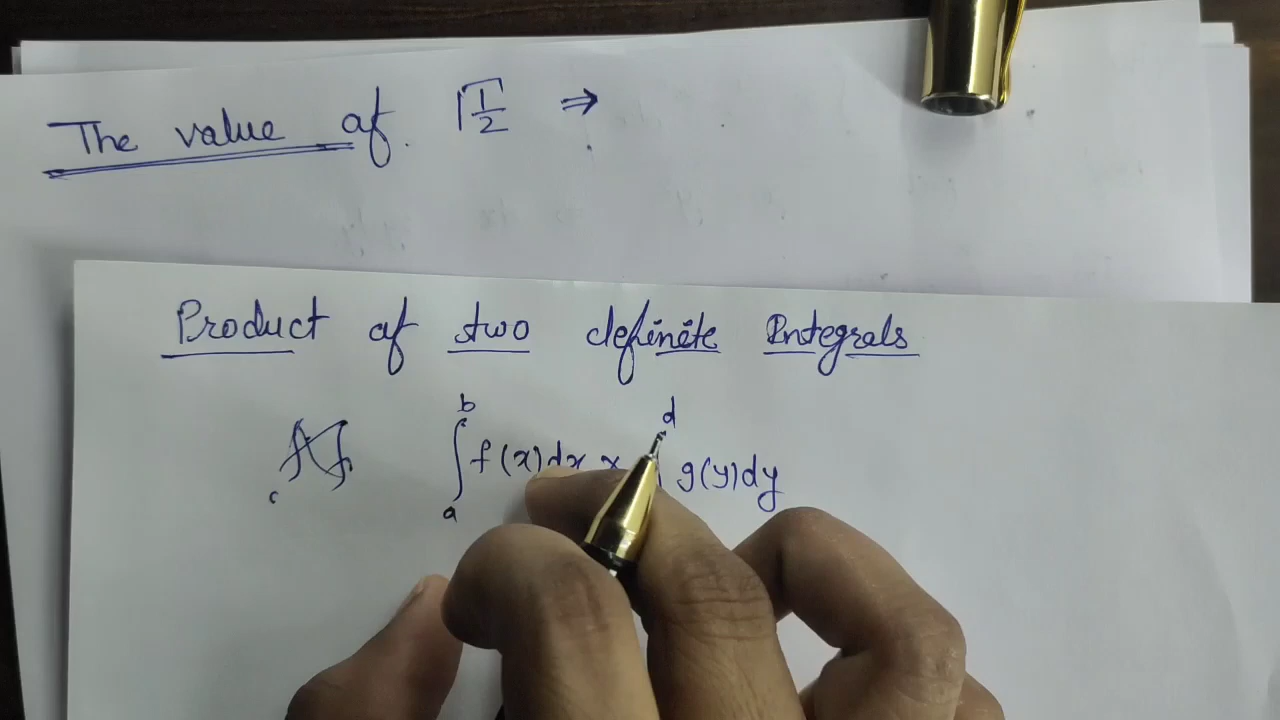 The value of Γ1/2 ⇒
Product of two definite Integrals
∫ₐᵇ f(x)dx × ∫ᵈ g(y)dy